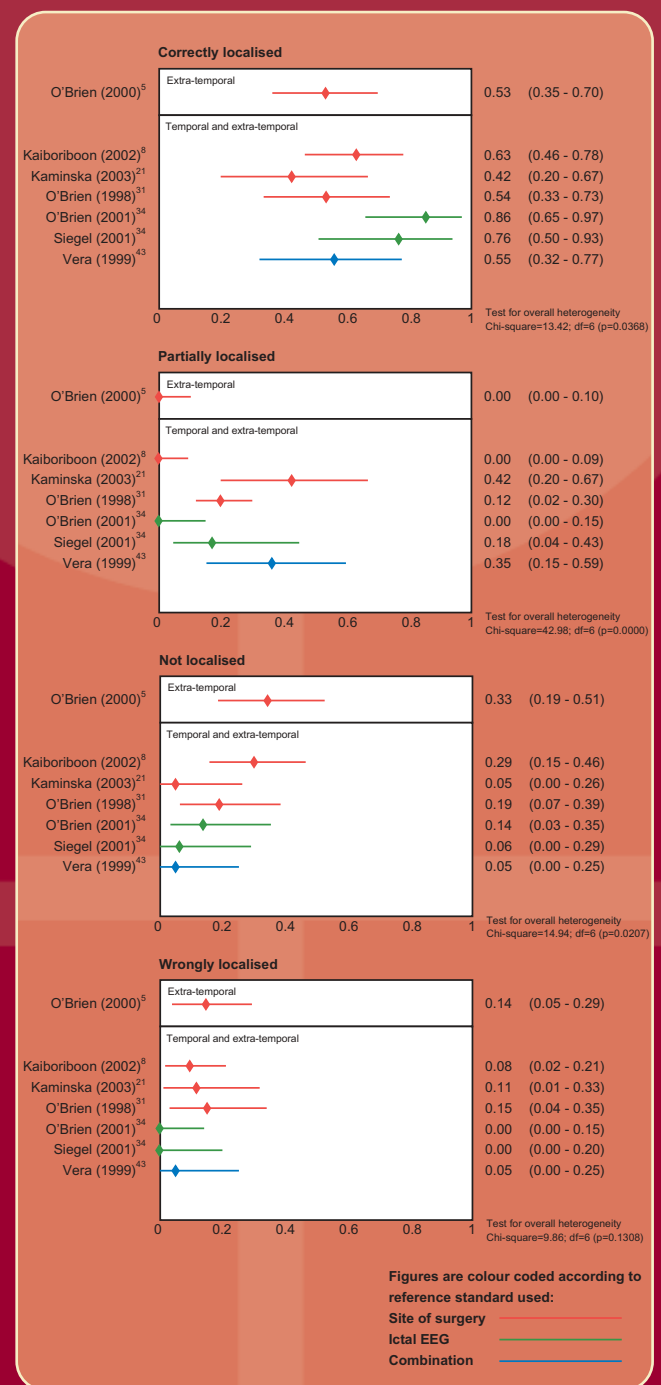 Correctly localised
Extra-temporal
O'Brien (2000)5 0.53 (0.35 - 0.70)
Temporal and extra-temporal
Kaiboriboon (2002)8 0.63 (0.46 - 0.78)
Kaminska (2003)21 0.42 (0.20 - 0.67)
O'Brien (1998)31 0.54 (0.33 - 0.73)
O'Brien (2001)34 0.86 (0.65 - 0.97)
Siegel (2001)34 0.76 (0.50 - 0.93)
Vera (1999)43 0.55 (0.32 - 0.77)
0 0.2 0.4 0.6 0.8 1
Test for overall heterogeneity
Chi-square=13.42; df=6 (p=0.0368)
Partially localised
Extra-temporal
O'Brien (2000)5 0.00 (0.00 - 0.10)
Temporal and extra-temporal
Kaiboriboon (2002)8 0.00 (0.00 - 0.09)
Kaminska (2003)21 0.42 (0.20 - 0.67)
O'Brien (1998)31 0.12 (0.02 - 0.30)
O'Brien (2001)34 0.00 (0.00 - 0.15)
Siegel (2001)34 0.18 (0.04 - 0.43)
Vera (1999)43 0.35 (0.15 - 0.59)
0 0.2 0.4 0.6 0.8 1
Test for overall heterogeneity
Chi-square=42.98; df=6 (p=0.0000)
Not localised
Extra-temporal
O'Brien (2000)5 0.33 (0.19 - 0.51)
Temporal and extra-temporal
Kaiboriboon (2002)8 0.29 (0.15 - 0.46)
Kaminska (2003)21 0.05 (0.00 - 0.26)
O'Brien (1998)31 0.19 (0.07 - 0.39)
O'Brien (2001)34 0.14 (0.03 - 0.35)
Siegel (2001)34 0.06 (0.00 - 0.29)
Vera (1999)43 0.05 (0.00 - 0.25)
0 0.2 0.4 0.6 0.8 1
Test for overall heterogeneity
Chi-square=14.94; df=6 (p=0.0207)
Wrongly localised
Extra-temporal
O'Brien (2000)5 0.14 (0.05 - 0.29)
Temporal and extra-temporal
Kaiboriboon (2002)8 0.08 (0.02 - 0.21)
Kaminska (2003)21 0.11 (0.01 - 0.33)
O'Brien (1998)31 0.15 (0.04 - 0.35)
O'Brien (2001)34 0.00 (0.00 - 0.15)
Siegel (2001)34 0.00 (0.00 - 0.20)
Vera (1999)43 0.05 (0.00 - 0.25)
0 0.2 0.4 0.6 0.8 1
Test for overall heterogeneity
Chi-square=9.86; df=6 (p=0.1308)
Figures are colour coded according to
reference standard used:
Site of surgery
Ictal EEG
Combination